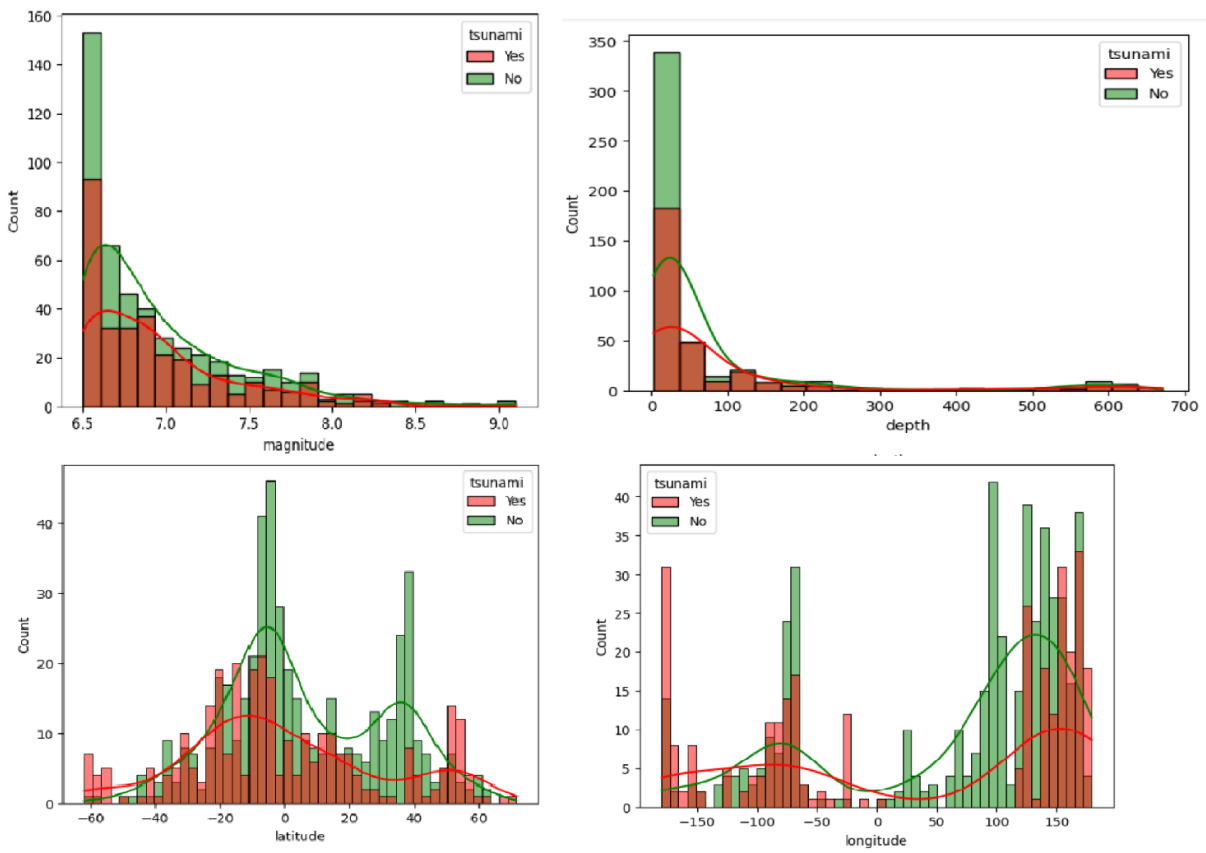 160
140
120
100
80
60
40
20
0
Count
tsunami
Yes
No
6.5 7.0 7.5 8.0 8.5 9.0
magnitude
350
300
250
200
150
100
50
0
Count
tsunami
Yes
No
0 100 200 300 400 500 600 700
depth
40
30
20
10
0
Count
tsunami
Yes
No
−60 −40 −20 0 20 40 60
latitude
40
35
30
25
20
15
10
5
0
Count
tsunami
Yes
No
−150 −100 −50 0 50 100 150
longitude